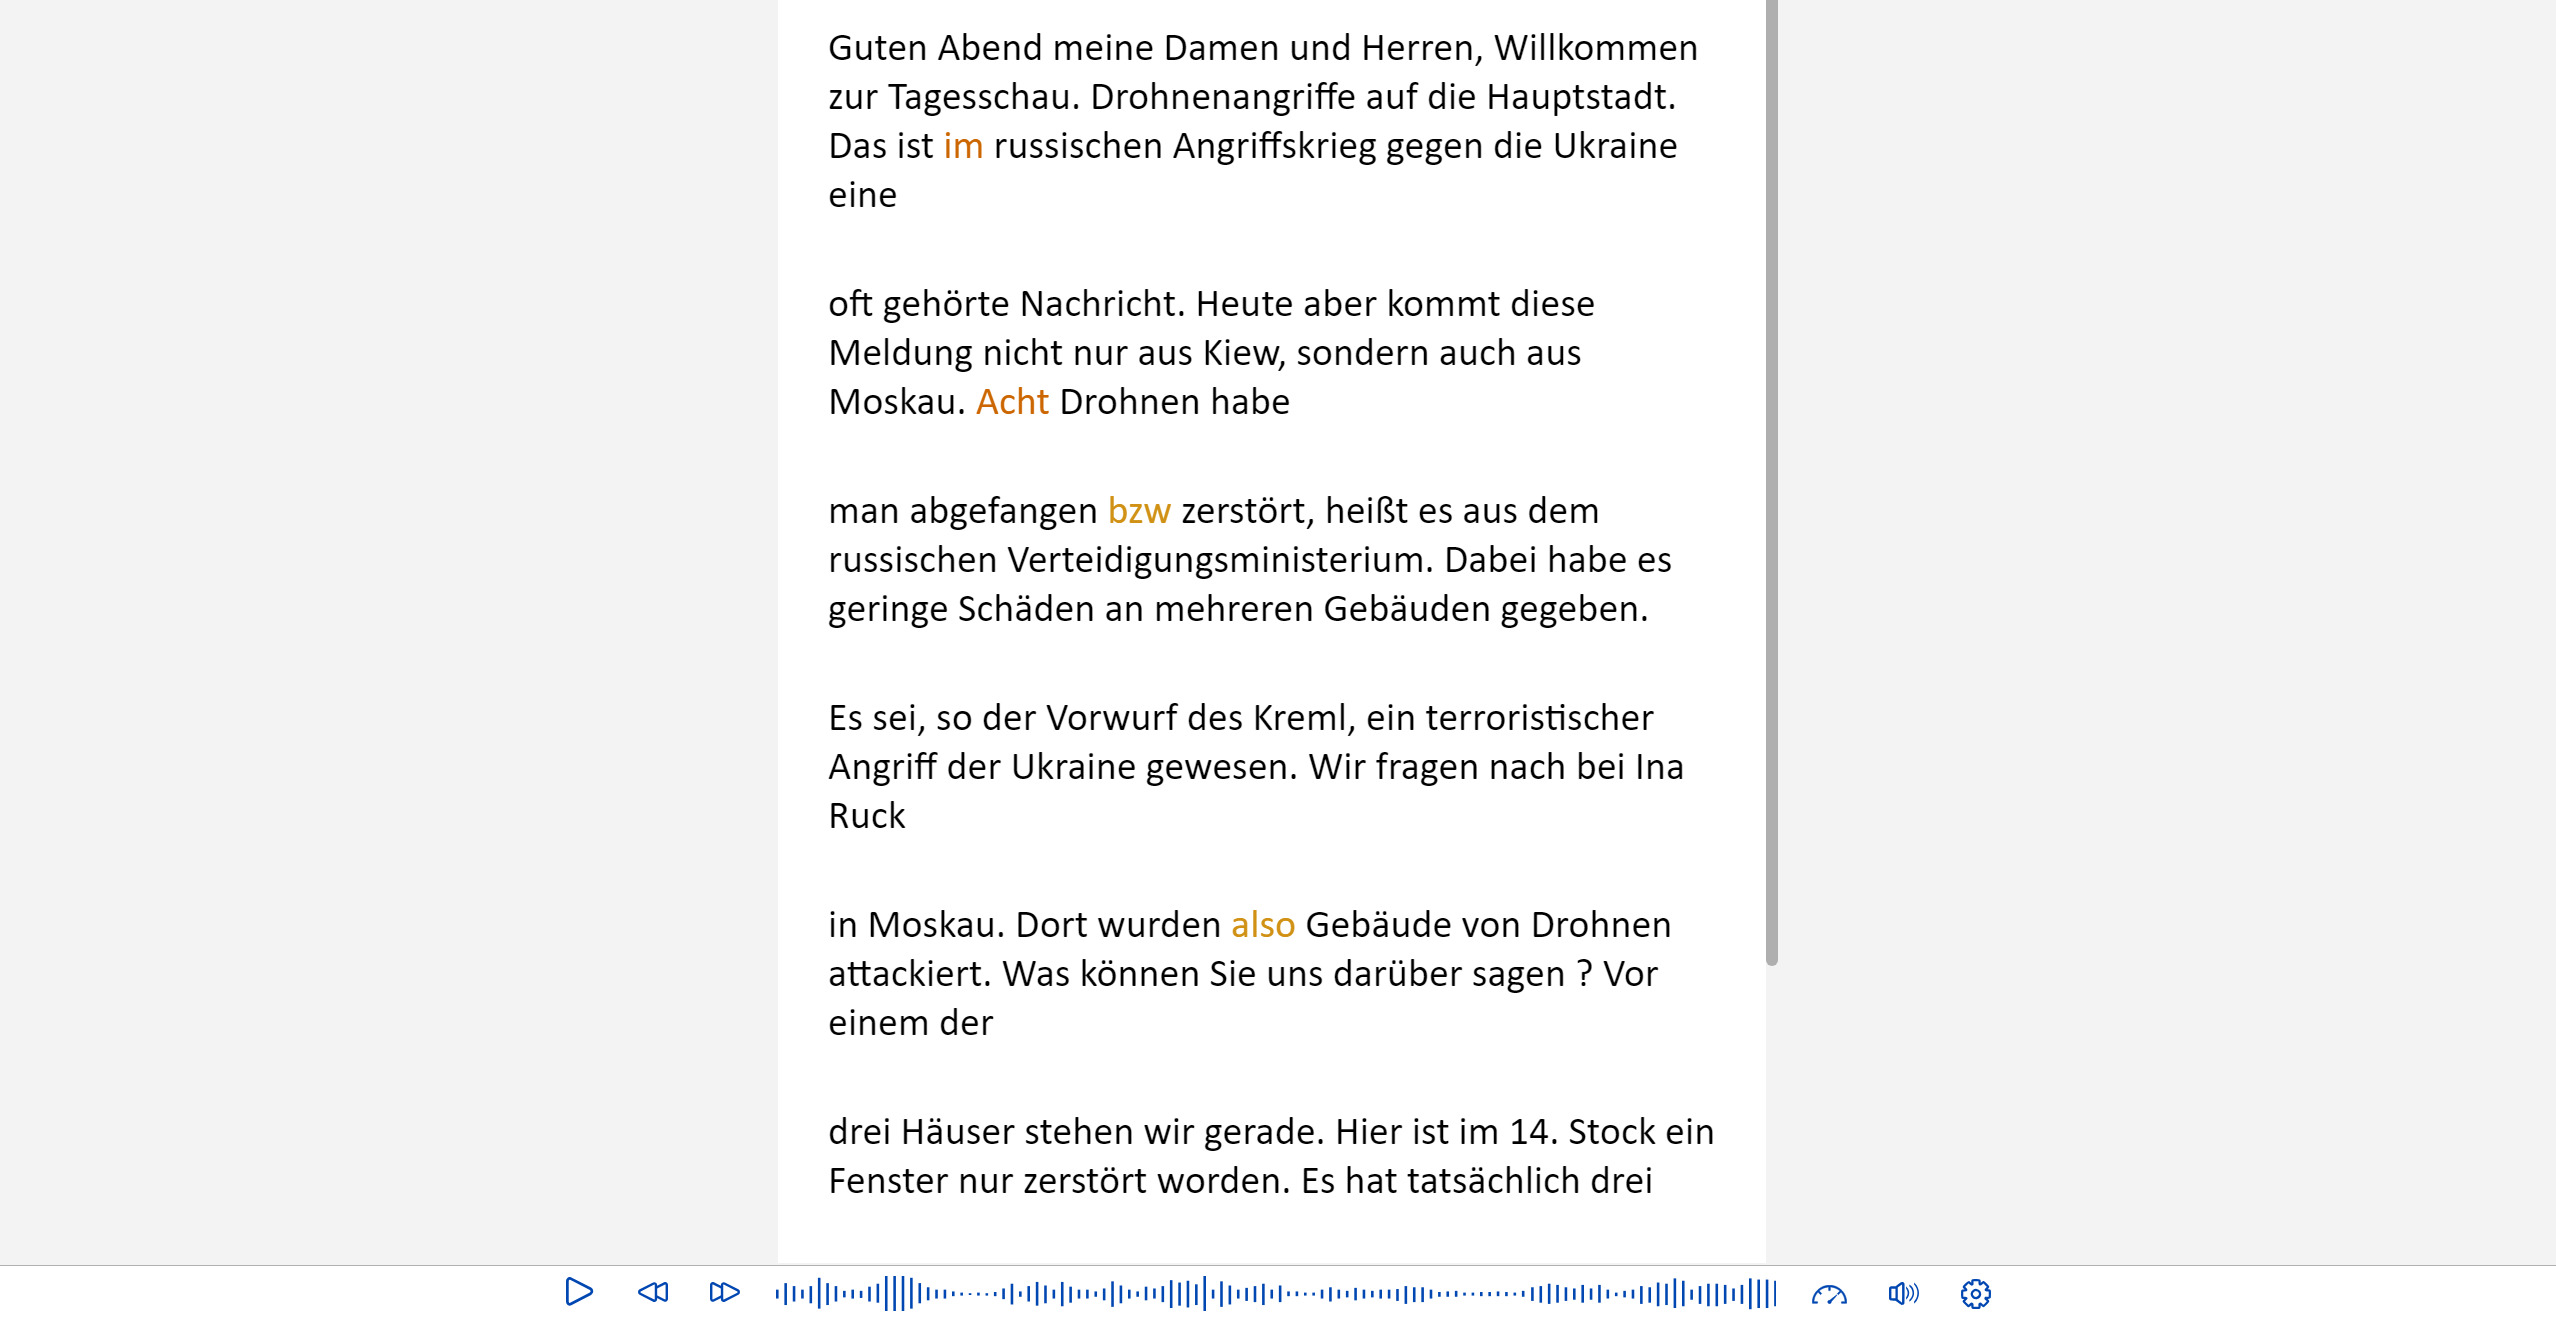 Guten Abend meine Damen und Herren, Willkommen
zur Tagesschau. Drohnenangriffe auf die Hauptstadt.
Das ist im russischen Angriffskrieg gegen die Ukraine
eine
oft gehörte Nachricht. Heute aber kommt diese
Meldung nicht nur aus Kiew, sondern auch aus
Moskau. Acht Drohnen habe
man abgefangen bzw zerstört, heißt es aus dem
russischen Verteidigungsministerium. Dabei habe es
geringe Schäden an mehreren Gebäuden gegeben.
Es sei, so der Vorwurf des Kreml, ein terroristischer
Angriff der Ukraine gewesen. Wir fragen nach bei Ina
Ruck
in Moskau. Dort wurden also Gebäude von Drohnen
attackiert. Was können Sie uns darüber sagen ? Vor
einem der
drei Häuser stehen wir gerade. Hier ist im 14. Stock ein
Fenster nur zerstört worden. Es hat tatsächlich drei